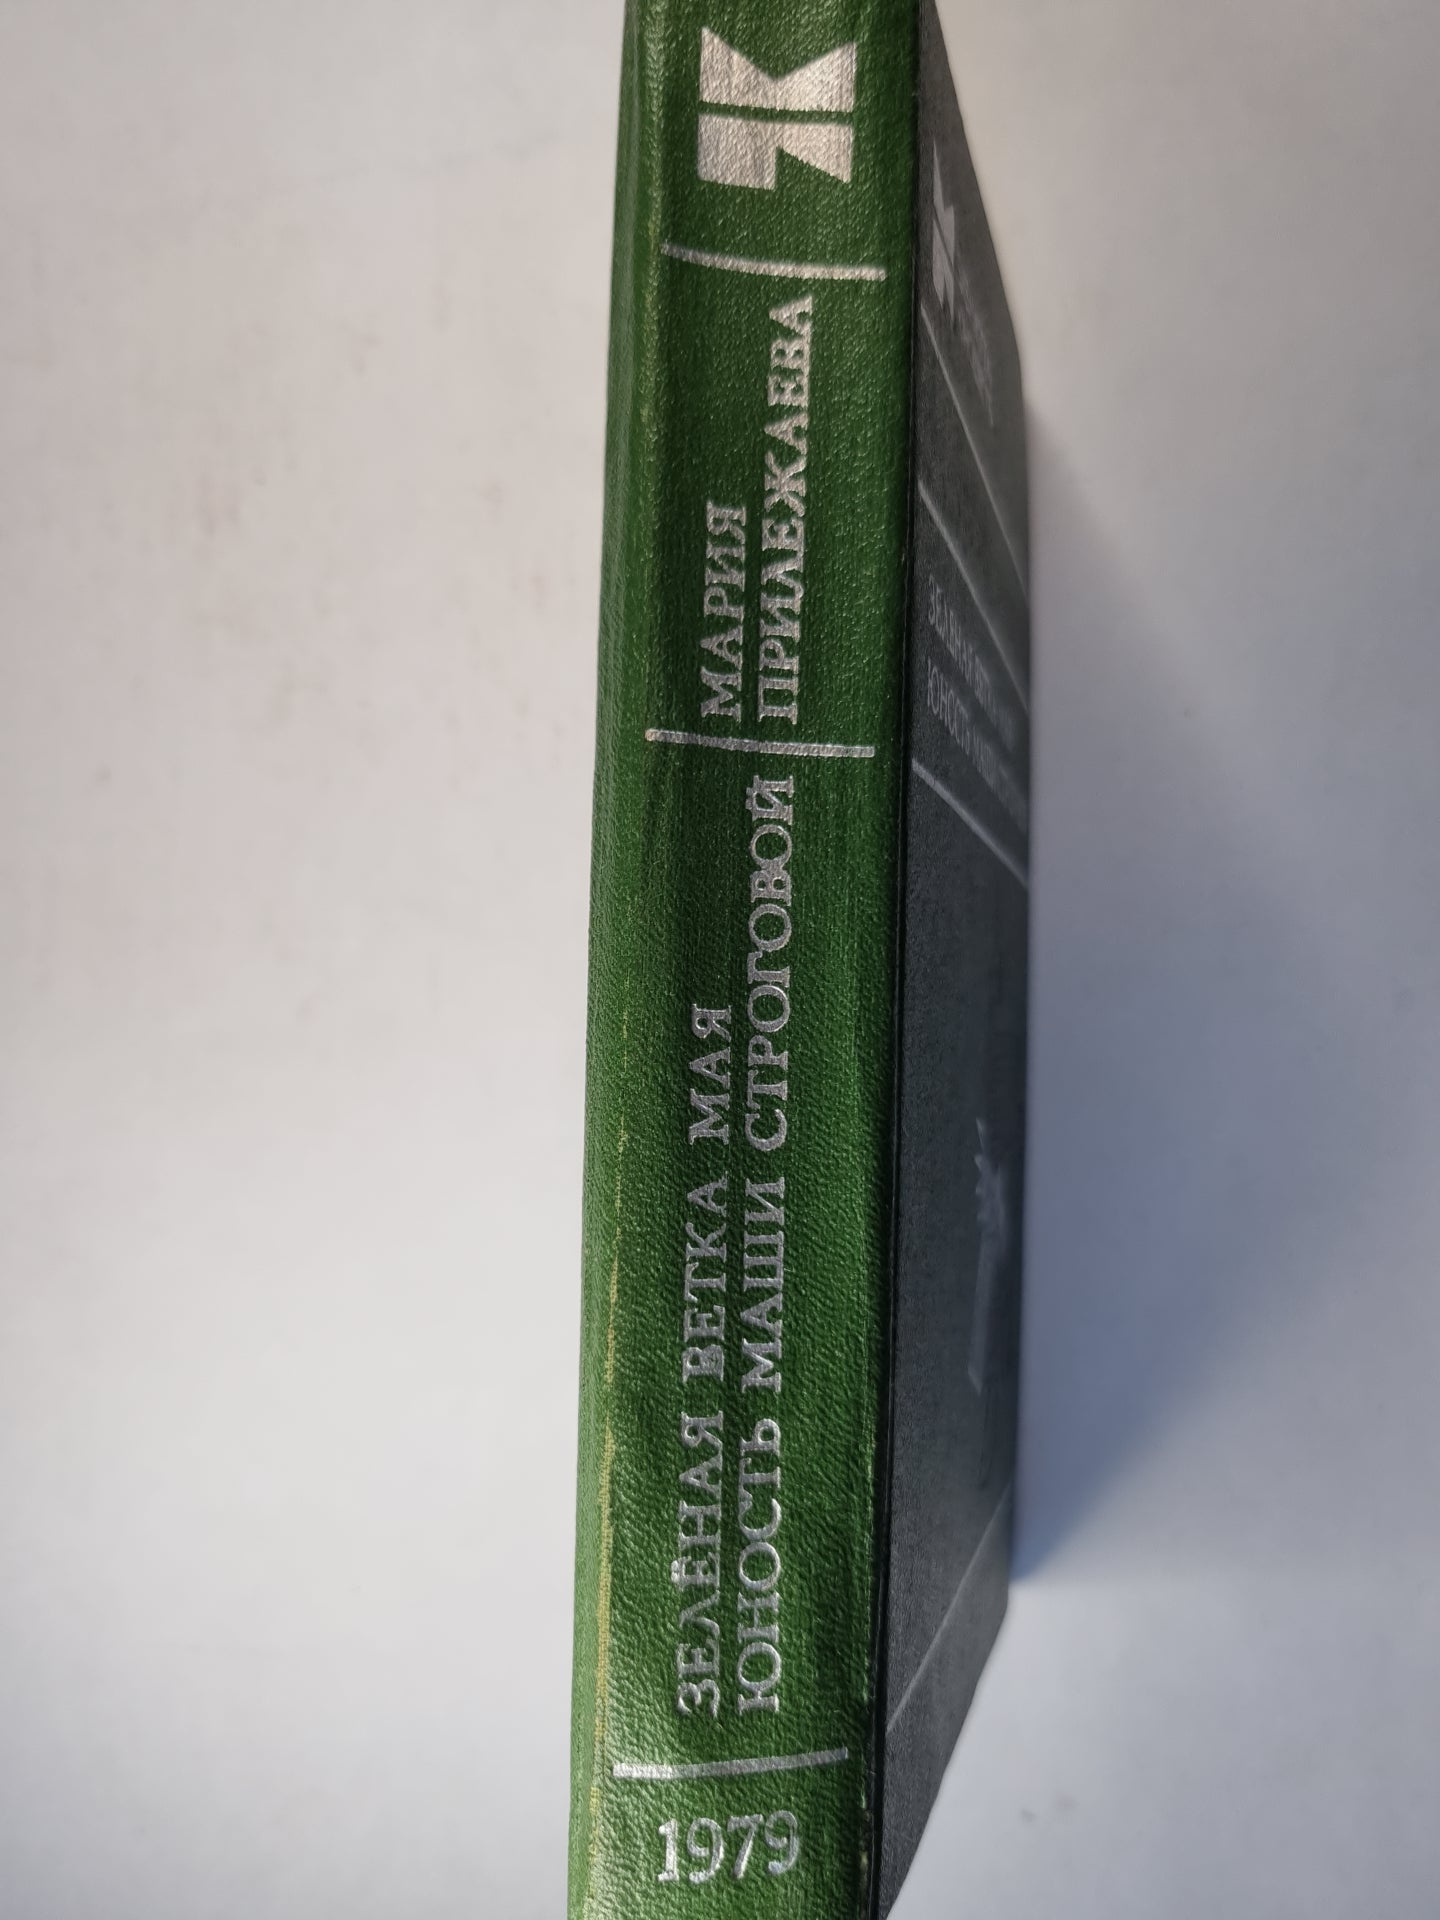 1979
ЗЕЛЁНАЯ ВЕТКА МАЯ
ЮНОСТЬ МАШИ СТРОГОВОЙ
МАРИЯ
ПРИЛЕЖАЕВА